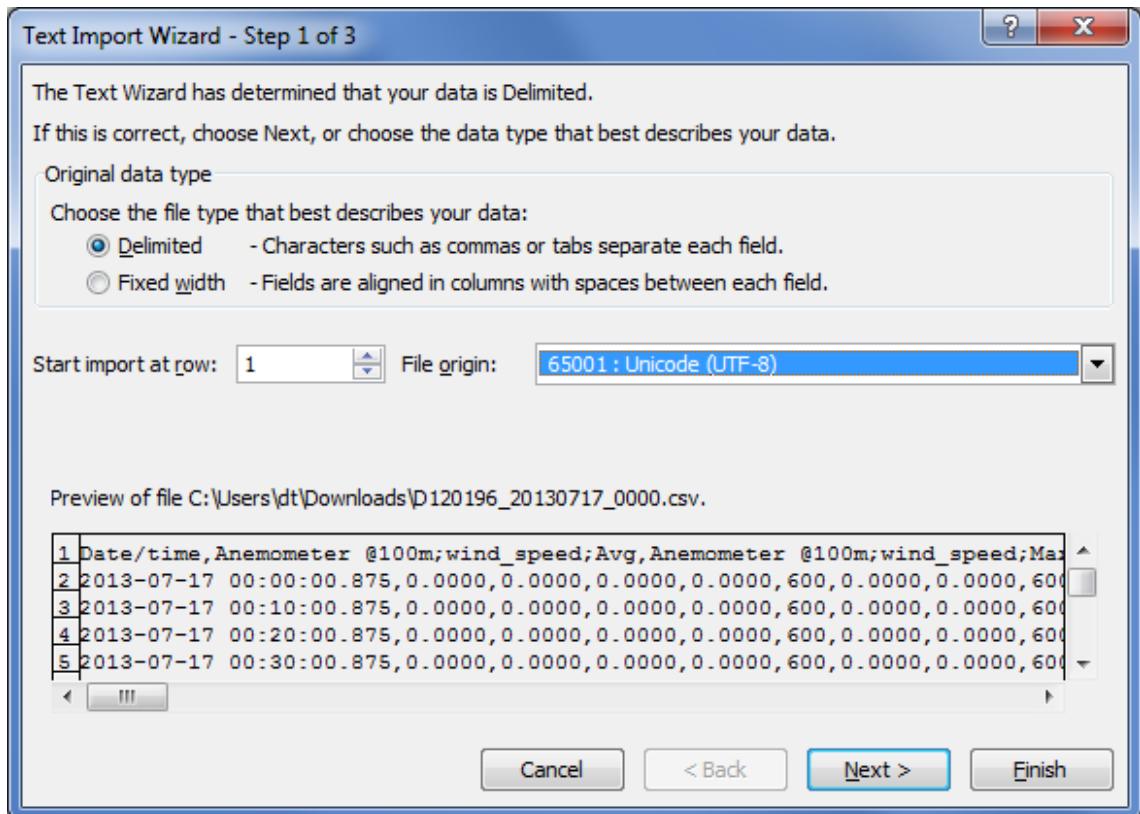 Text Import Wizard - Step 1 of 3
The Text Wizard has determined that your data is Delimited.
If this is correct, choose Next, or choose the data type that best describes your data.
Original data type
Choose the file type that best describes your data:
Delimited - Characters such as commas or tabs separate each field.
Fixed width - Fields are aligned in columns with spaces between each field.
Start import at row: 1 File origin: 65001 : Unicode (UTF-8)
Preview of file C:\Users\dt\Downloads\D120196_20130717_0000.csv.
1 Date/time,Anemometer @100m;wind_speed;Avg,Anemometer @100m;wind_speed;Max
2 2013-07-17 00:00:00.875,0.0000,0.0000,0.0000,0.0000,600,0.0000,0.0000,600
3 2013-07-17 00:10:00.875,0.0000,0.0000,0.0000,0.0000,600,0.0000,0.0000,600
4 2013-07-17 00:20:00.875,0.0000,0.0000,0.0000,0.0000,600,0.0000,0.0000,600
5 2013-07-17 00:30:00.875,0.0000,0.0000,0.0000,0.0000,600,0.0000,0.0000,600
Cancel < Back Next > Finish